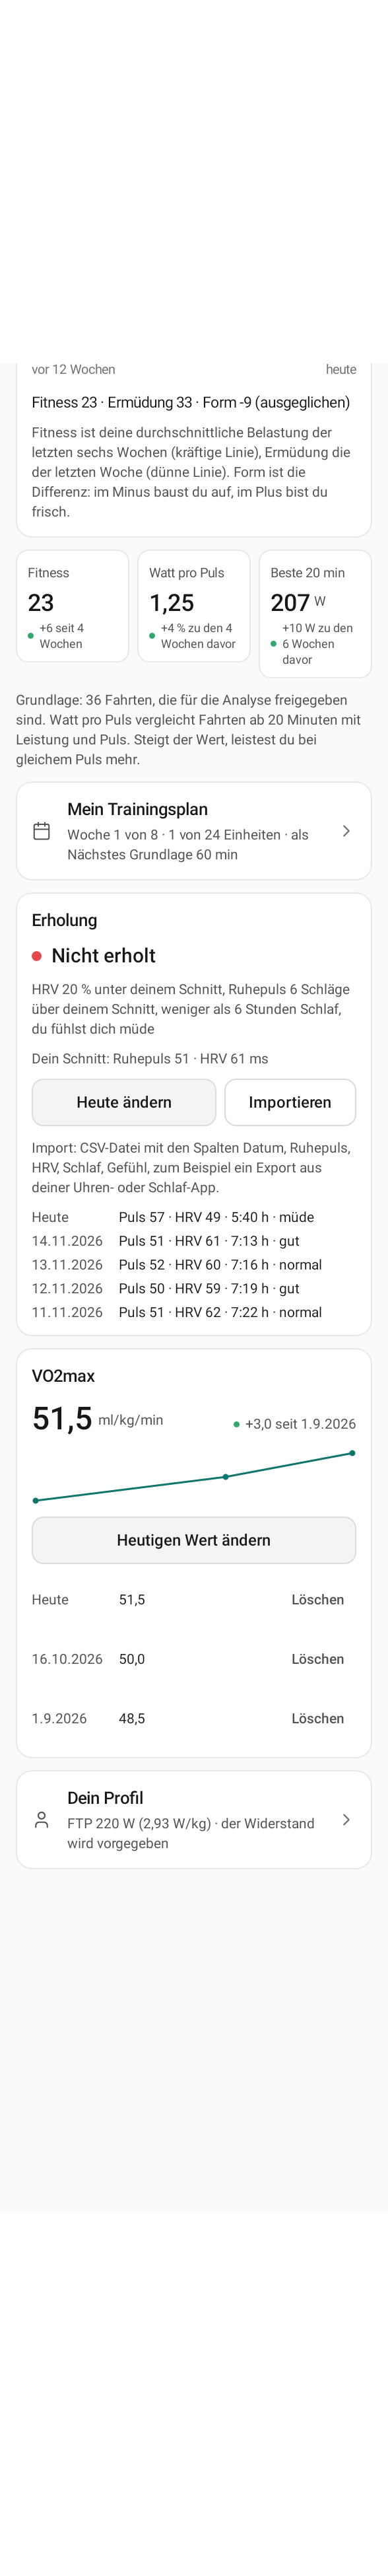 vor 12 Wochen heute
Fitness 23 · Ermüdung 33 · Form -9 (ausgeglichen)
Fitness ist deine durchschnittliche Belastung der
letzten sechs Wochen (kräftige Linie), Ermüdung die
der letzten Woche (dünne Linie). Form ist die
Differenz: im Minus baust du auf, im Plus bist du
frisch.
Fitness
23
+6 seit 4
Wochen
Watt pro Puls
1,25
+4 % zu den 4
Wochen davor
Beste 20 min
207 W
+10 W zu den
6 Wochen
davor
Grundlage: 36 Fahrten, die für die Analyse freigegeben
sind. Watt pro Puls vergleicht Fahrten ab 20 Minuten mit
Leistung und Puls. Steigt der Wert, leistest du bei
gleichem Puls mehr.
Mein Trainingsplan
Woche 1 von 8 · 1 von 24 Einheiten · als
Nächstes Grundlage 60 min
Erholung
Nicht erholt
HRV 20 % unter deinem Schnitt, Ruhepuls 6 Schläge
über deinem Schnitt, weniger als 6 Stunden Schlaf,
du fühlst dich müde
Dein Schnitt: Ruhepuls 51 · HRV 61 ms
Heute ändern Importieren
Import: CSV-Datei mit den Spalten Datum, Ruhepuls,
HRV, Schlaf, Gefühl, zum Beispiel ein Export aus
deiner Uhren- oder Schlaf-App.
Heute Puls 57 · HRV 49 · 5:40 h · müde
14.11.2026 Puls 51 · HRV 61 · 7:13 h · gut
13.11.2026 Puls 52 · HRV 60 · 7:16 h · normal
12.11.2026 Puls 50 · HRV 59 · 7:19 h · gut
11.11.2026 Puls 51 · HRV 62 · 7:22 h · normal
VO2max
51,5 ml/kg/min +3,0 seit 1.9.2026
Heutigen Wert ändern
Heute 51,5 Löschen
16.10.2026 50,0 Löschen
1.9.2026 48,5 Löschen
Dein Profil
FTP 220 W (2,93 W/kg) · der Widerstand
wird vorgegeben